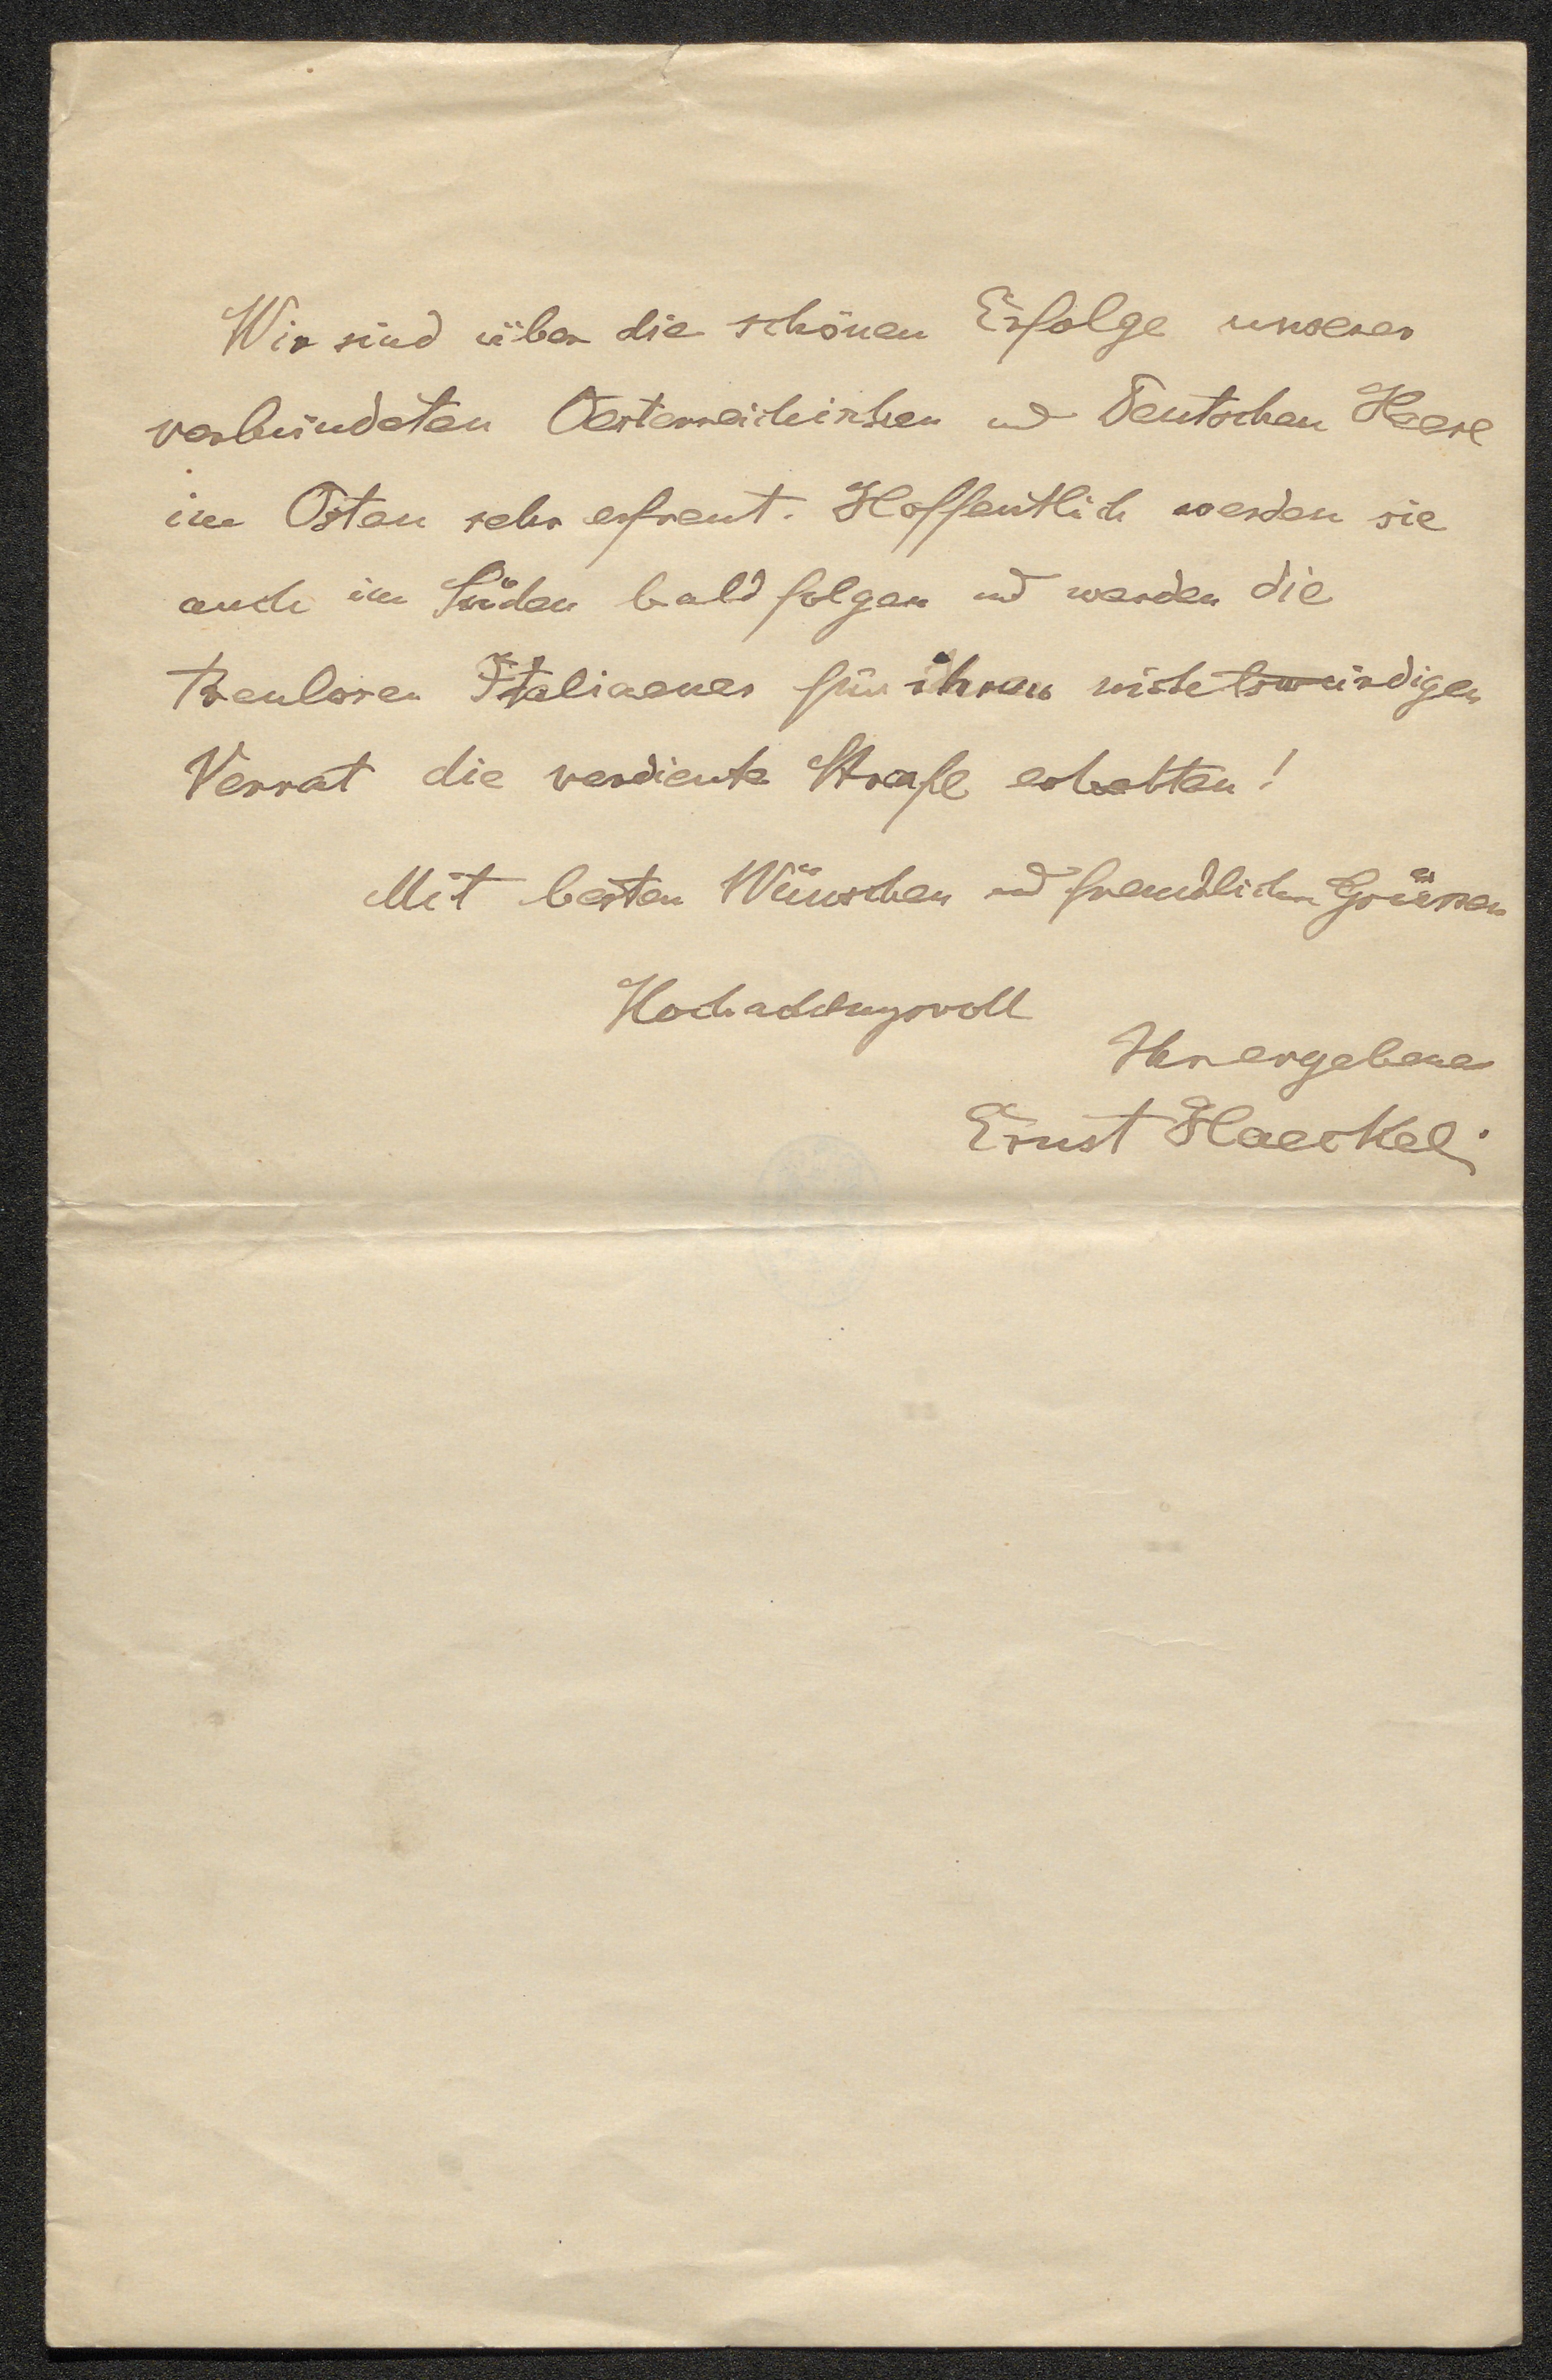 Wir sind über die schönen Erfolge unserer
verbündeten Oesterreichischen und Deutschen Heere
im Osten sehr erfreut. Hoffentlich werden sie
auch im Süden bald folgen und werden die
treulosen Italiener für ihren nichtswürdigen
Verrat die verdiente Strafe erhalten!
Mit besten Wünschen und freundlichen Grüssen
Hochachtungsvoll
Ihr ergebener
Ernst Haeckel.